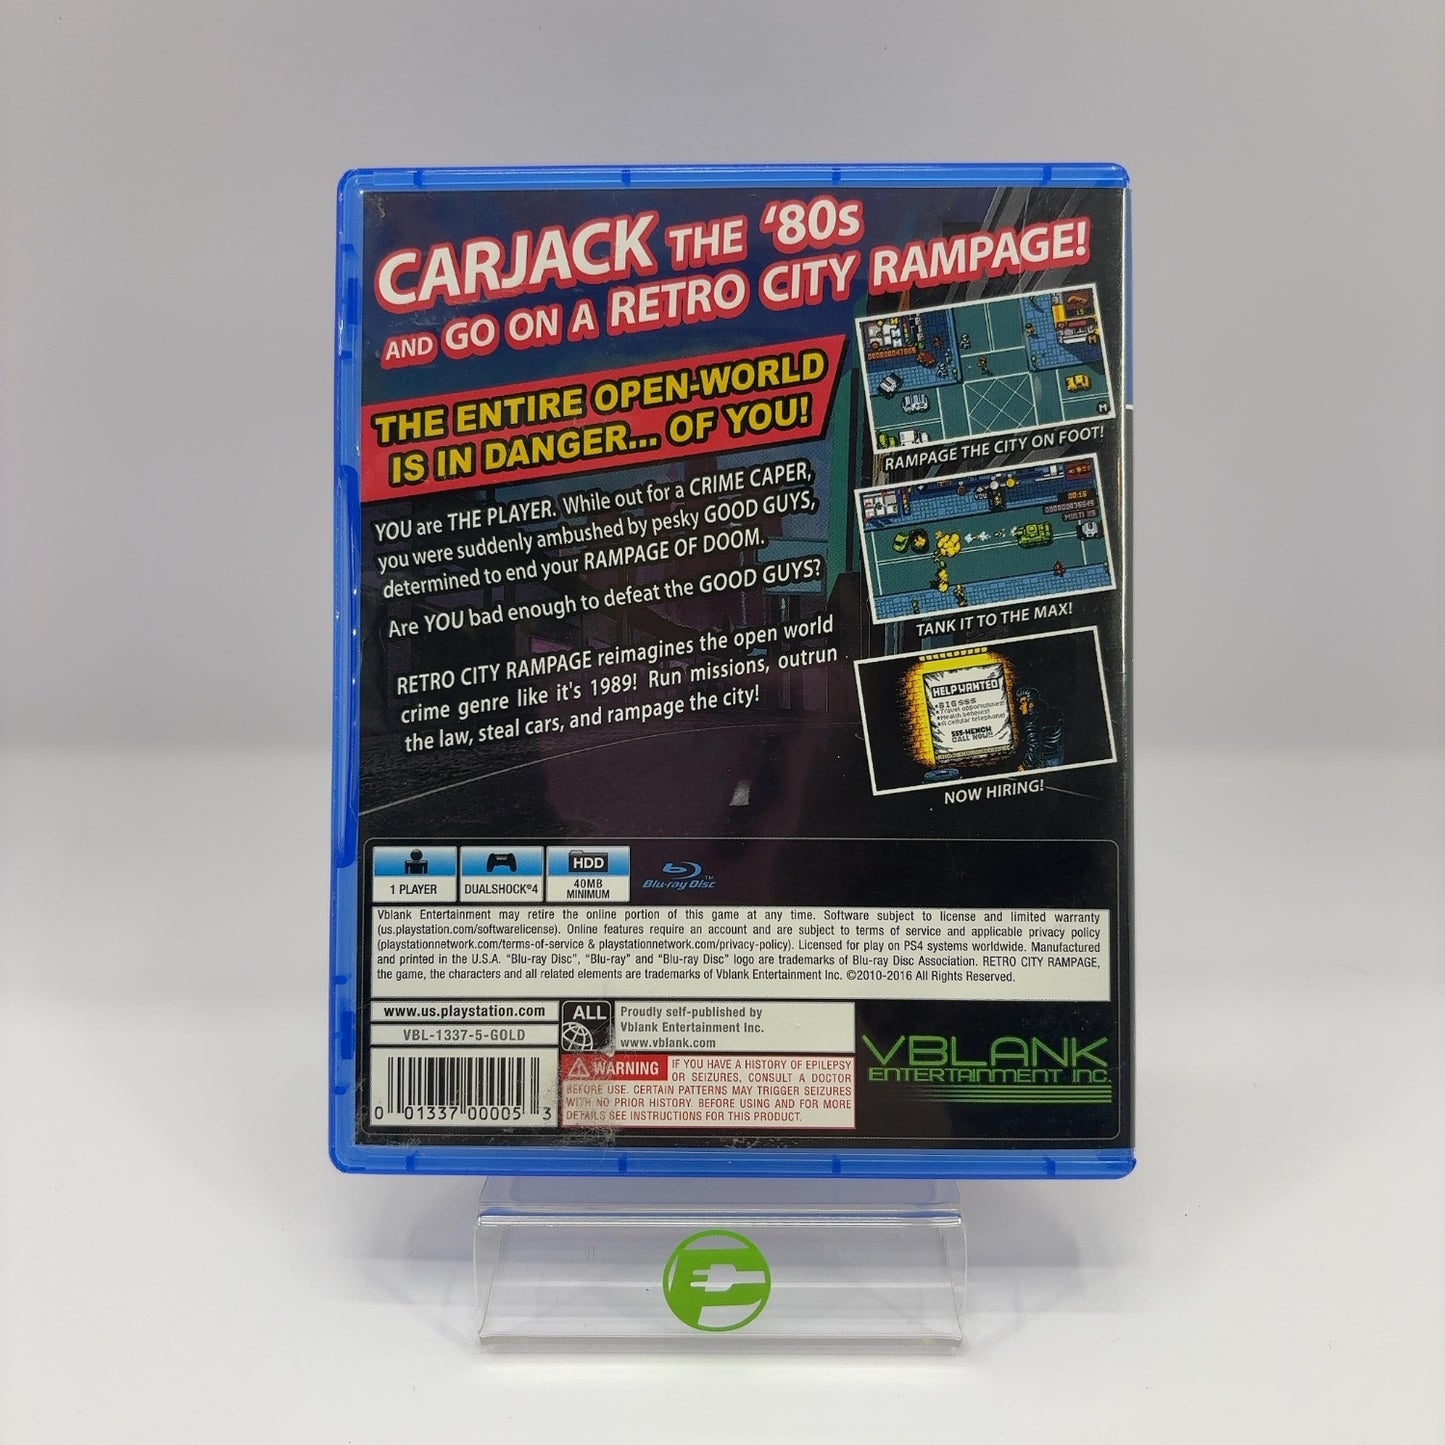 CARJACK THE '80s
AND GO ON A RETRO CITY RAMPAGE!
THE ENTIRE OPEN-WORLD
IS IN DANGER... OF YOU!
YOU are THE PLAYER. While out for a CRIME CAPER,
you were suddenly ambushed by pesky GOOD GUYS,
determined to end your RAMPAGE OF DOOM.
Are YOU bad enough to defeat the GOOD GUYS?
RETRO CITY RAMPAGE reimagines the open world
crime genre like it's 1989! Run missions, outrun
the law, steal cars, and rampage the city!
RAMPAGE THE CITY ON FOOT!
TANK IT TO THE MAX!
HELP WANTED
BIG $$$
Travel opportunities!
Health benefits!
A cellular telephone!
555-HENCH
CALL NOW!!
NOW HIRING!
1 PLAYER
DUALSHOCK®4
HDD
40MB
MINIMUM
Blu-ray Disc™
Vblank Entertainment may retire the online portion of this game at any time. Software subject to license and limited warranty
(us.playstation.com/softwarelicense). Online features require an account and are subject to terms of service and applicable privacy policy
(playstationnetwork.com/terms-of-service & playstationnetwork.com/privacy-policy). Licensed for play on PS4 systems worldwide. Manufactured
and printed in the U.S.A. "Blu-ray Disc", "Blu-ray" and "Blu-ray Disc" logo are trademarks of Blu-ray Disc Association. RETRO CITY RAMPAGE,
the game, the characters and all related elements are trademarks of Vblank Entertainment Inc. ©2010-2016 All Rights Reserved.
www.us.playstation.com
VBL-1337-5-GOLD
0 01337 00005 3
ALL
Proudly self-published by
Vblank Entertainment Inc.
www.vblank.com
WARNING IF YOU HAVE A HISTORY OF EPILEPSY
OR SEIZURES, CONSULT A DOCTOR
BEFORE USE. CERTAIN PATTERNS MAY TRIGGER SEIZURES
WITH NO PRIOR HISTORY. BEFORE USING AND FOR MORE
DETAILS SEE INSTRUCTIONS FOR THIS PRODUCT.
VBLANK
ENTERTAINMENT INC.